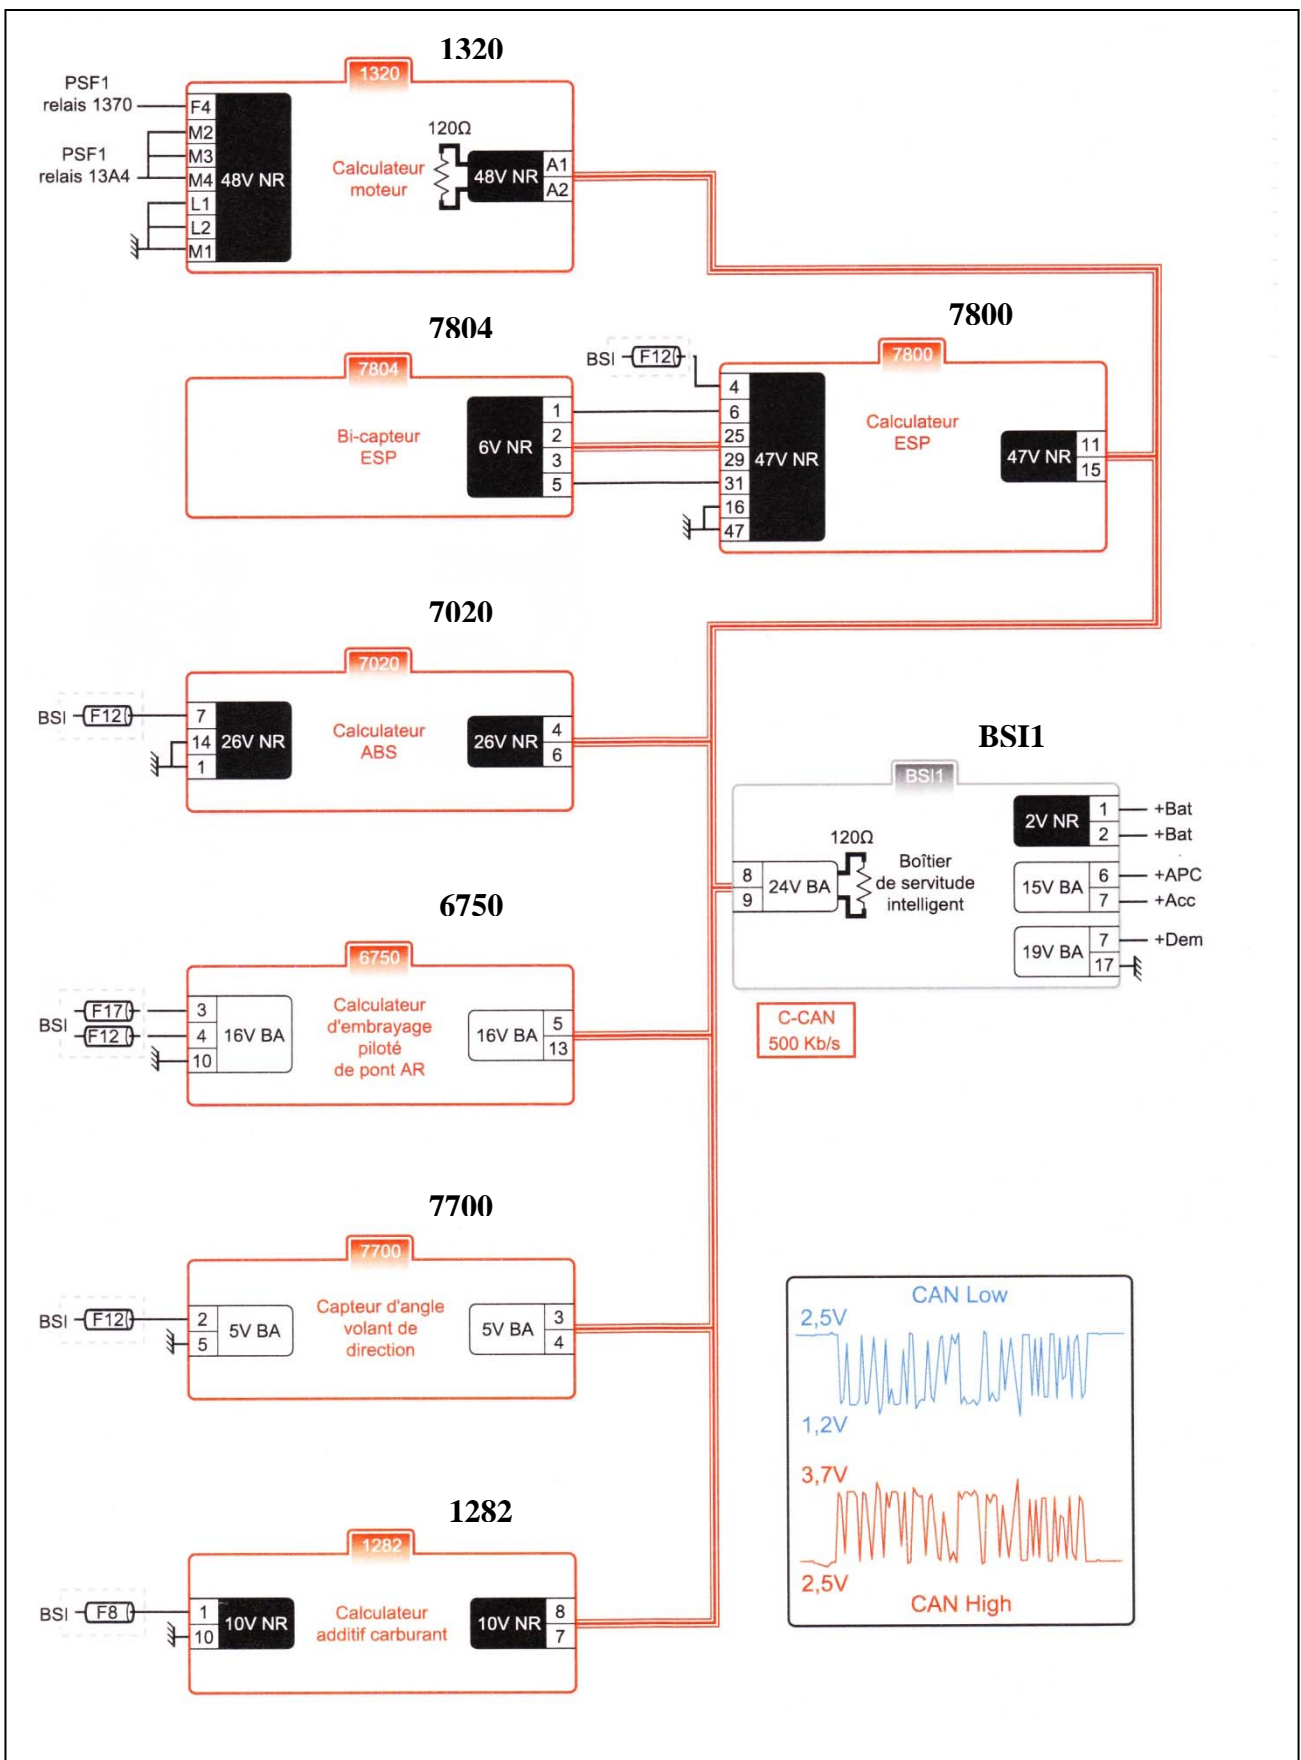 1320
1320
PSF1
relais 1370
F4
M2
M3
M4
L1
L2
M1
PSF1
relais 13A4
48V NR
Calculateur
moteur
120Ω
48V NR
A1
A2
7804
7804
Bi-capteur
ESP
6V NR
1
2
3
5
7800
7800
BSI
F12
4
6
25
29
31
16
47
47V NR
Calculateur
ESP
47V NR
11
15
7020
7020
BSI
F12
7
14
1
26V NR
Calculateur
ABS
26V NR
4
6
BSI1
BSI1
8
9
24V BA
120Ω
Boîtier
de servitude
intelligent
2V NR
1
2
+Bat
+Bat
15V BA
6
7
+APC
+Acc
19V BA
7
17
+Dem
C-CAN
500 Kb/s
6750
6750
BSI
F17
F12
3
4
10
16V BA
Calculateur
d'embrayage
piloté
de pont AR
16V BA
5
13
7700
7700
BSI
F12
2
5
5V BA
Capteur d'angle
volant de
direction
5V BA
3
4
CAN Low
2,5V
1,2V
3,7V
2,5V
CAN High
1282
1282
BSI
F8
1
10
10V NR
Calculateur
additif carburant
10V NR
8
7